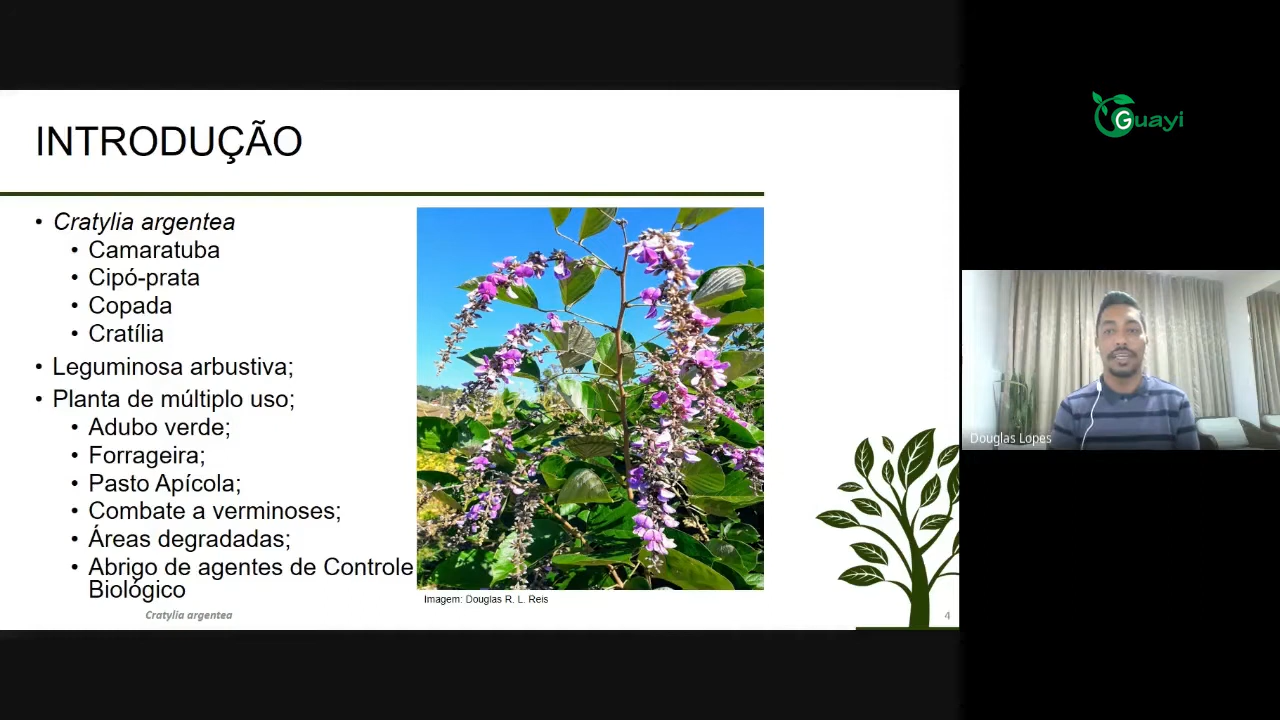 INTRODUÇÃO
• Cratylia argentea
• Camaratuba
• Cipó-prata
• Copada
• Cratília
• Leguminosa arbustiva;
• Planta de múltiplo uso;
• Adubo verde;
• Forrageira;
• Pasto Apícola;
• Combate a verminoses;
• Áreas degradadas;
• Abrigo de agentes de Controle
Biológico
Imagem: Douglas R. L. Reis
Cratylia argentea
4
Guayi
Douglas Lopes